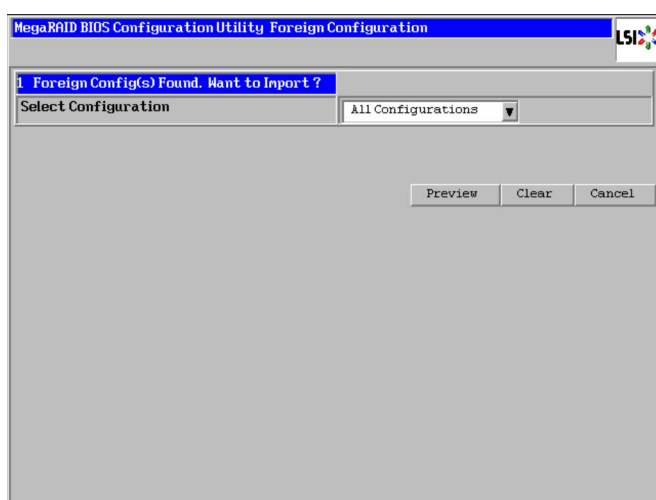 MegaRAID BIOS Configuration Utility Foreign Configuration
LSI
1 Foreign Config(s) Found. Want to Import ?
Select Configuration
All Configurations
Preview Clear Cancel